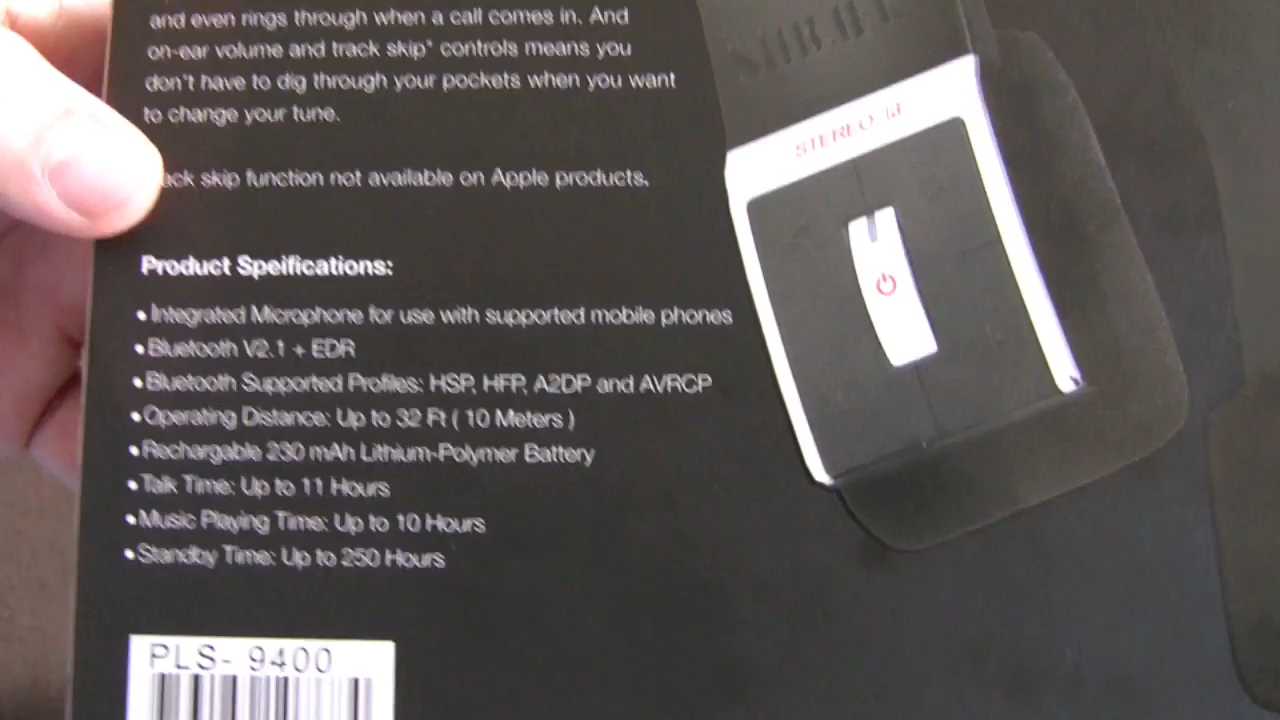 and even rings through when a call comes in. And
on-ear volume and track skip* controls means you
don't have to dig through your pockets when you want
to change your tune.
ack skip function not available on Apple products.
Product Speifications:
• Integrated Microphone for use with supported mobile phones
• Bluetooth V2.1 + EDR
• Bluetooth Supported Profiles: HSP, HFP, A2DP and AVRCP
• Operating Distance: Up to 32 Ft ( 10 Meters )
• Rechargable 230 mAh Lithium-Polymer Battery
• Talk Time: Up to 11 Hours
• Music Playing Time: Up to 10 Hours
• Standby Time: Up to 250 Hours
PLS- 9400
STEREO